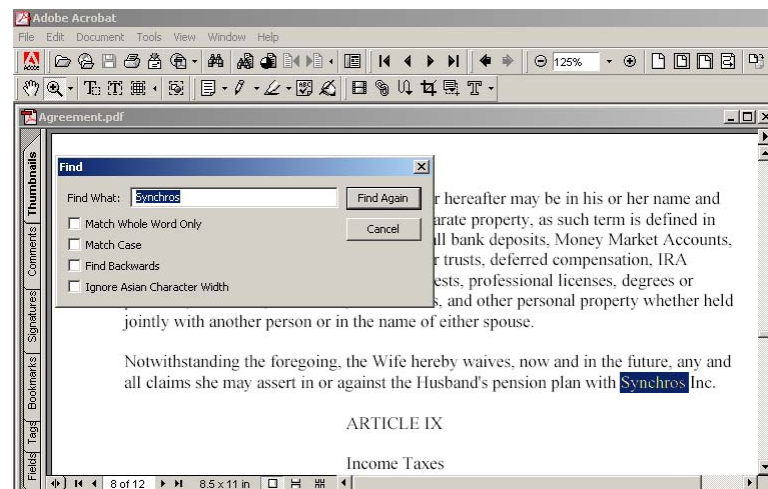 Adobe Acrobat
File Edit Document Tools View Window Help
Adobe
125%
Agreement.pdf
Thumbnails
Comments
Signatures
Bookmarks
Tags
Fields
Find
Find What: Synchros
Find Again
Match Whole Word Only
Cancel
Match Case
Find Backwards
Ignore Asian Character Width
r hereafter may be in his or her name and
arate property, as such term is defined in
ll bank deposits, Money Market Accounts,
r trusts, deferred compensation, IRA
ests, professional licenses, degrees or
s, and other personal property whether held
jointly with another person or in the name of either spouse.
Notwithstanding the foregoing, the Wife hereby waives, now and in the future, any and
all claims she may assert in or against the Husband's pension plan with Synchros Inc.
ARTICLE IX
Income Taxes
8 of 12 8.5 x 11 in